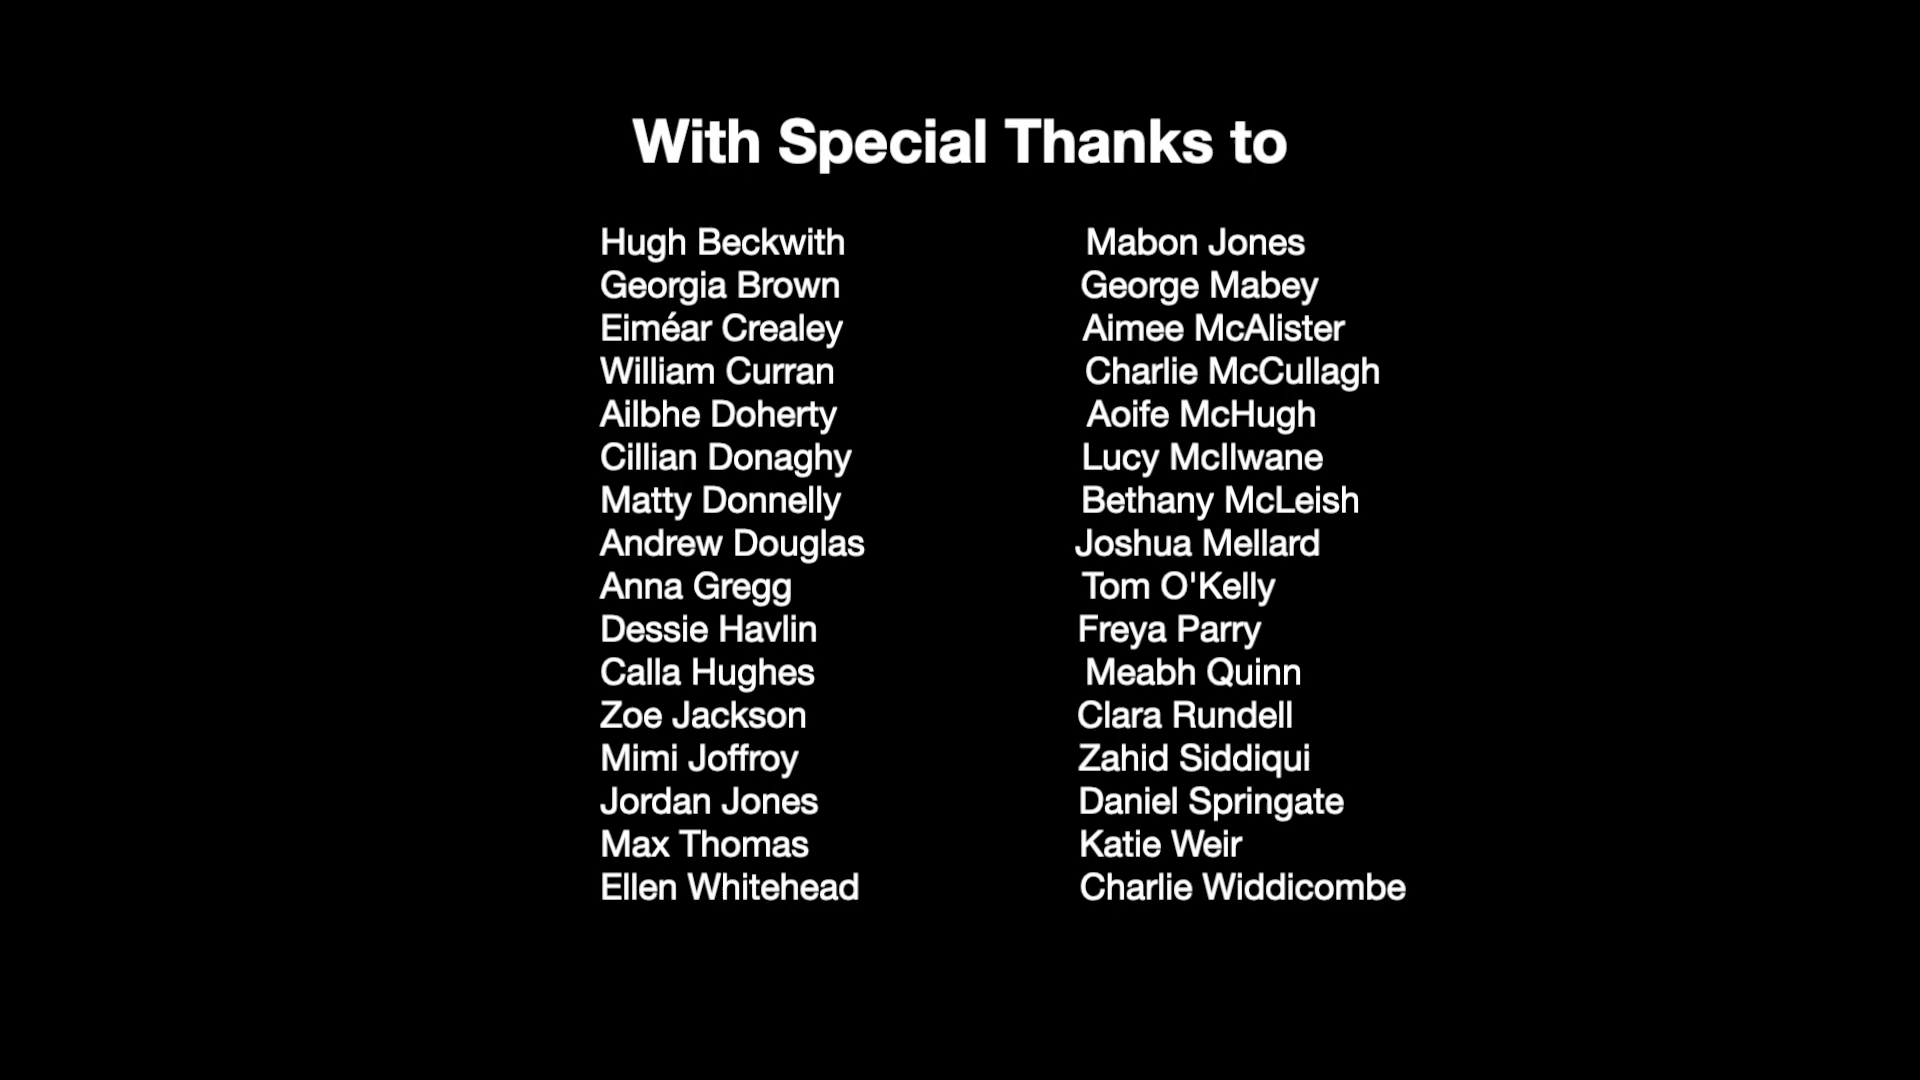 With Special Thanks to
Hugh Beckwith Mabon Jones
Georgia Brown George Mabey
Eiméar Crealey Aimee McAlister
William Curran Charlie McCullagh
Ailbhe Doherty Aoife McHugh
Cillian Donaghy Lucy McIlwane
Matty Donnelly Bethany McLeish
Andrew Douglas Joshua Mellard
Anna Gregg Tom O'Kelly
Dessie Havlin Freya Parry
Calla Hughes Meabh Quinn
Zoe Jackson Clara Rundell
Mimi Joffroy Zahid Siddiqui
Jordan Jones Daniel Springate
Max Thomas Katie Weir
Ellen Whitehead Charlie Widdicombe